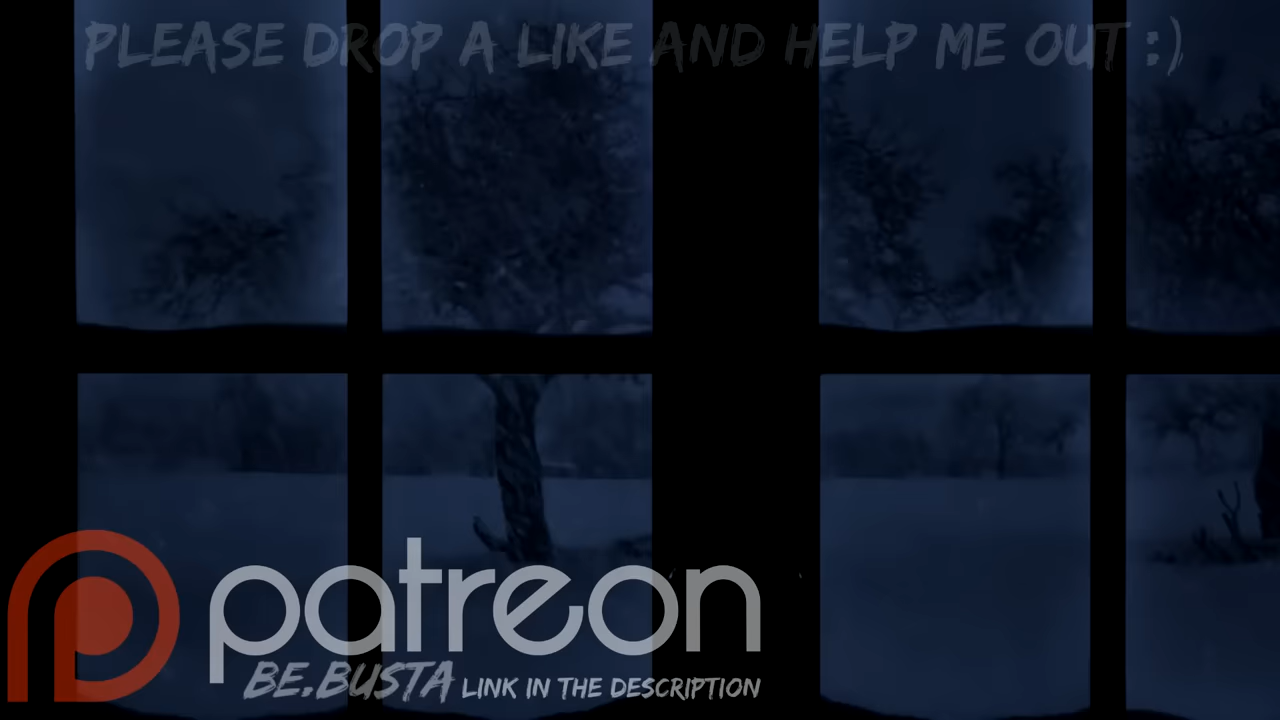 PLEASE DROP A LIKE AND HELP ME OUT :)
patreon
BE.BUSTA LINK IN THE DESCRIPTION